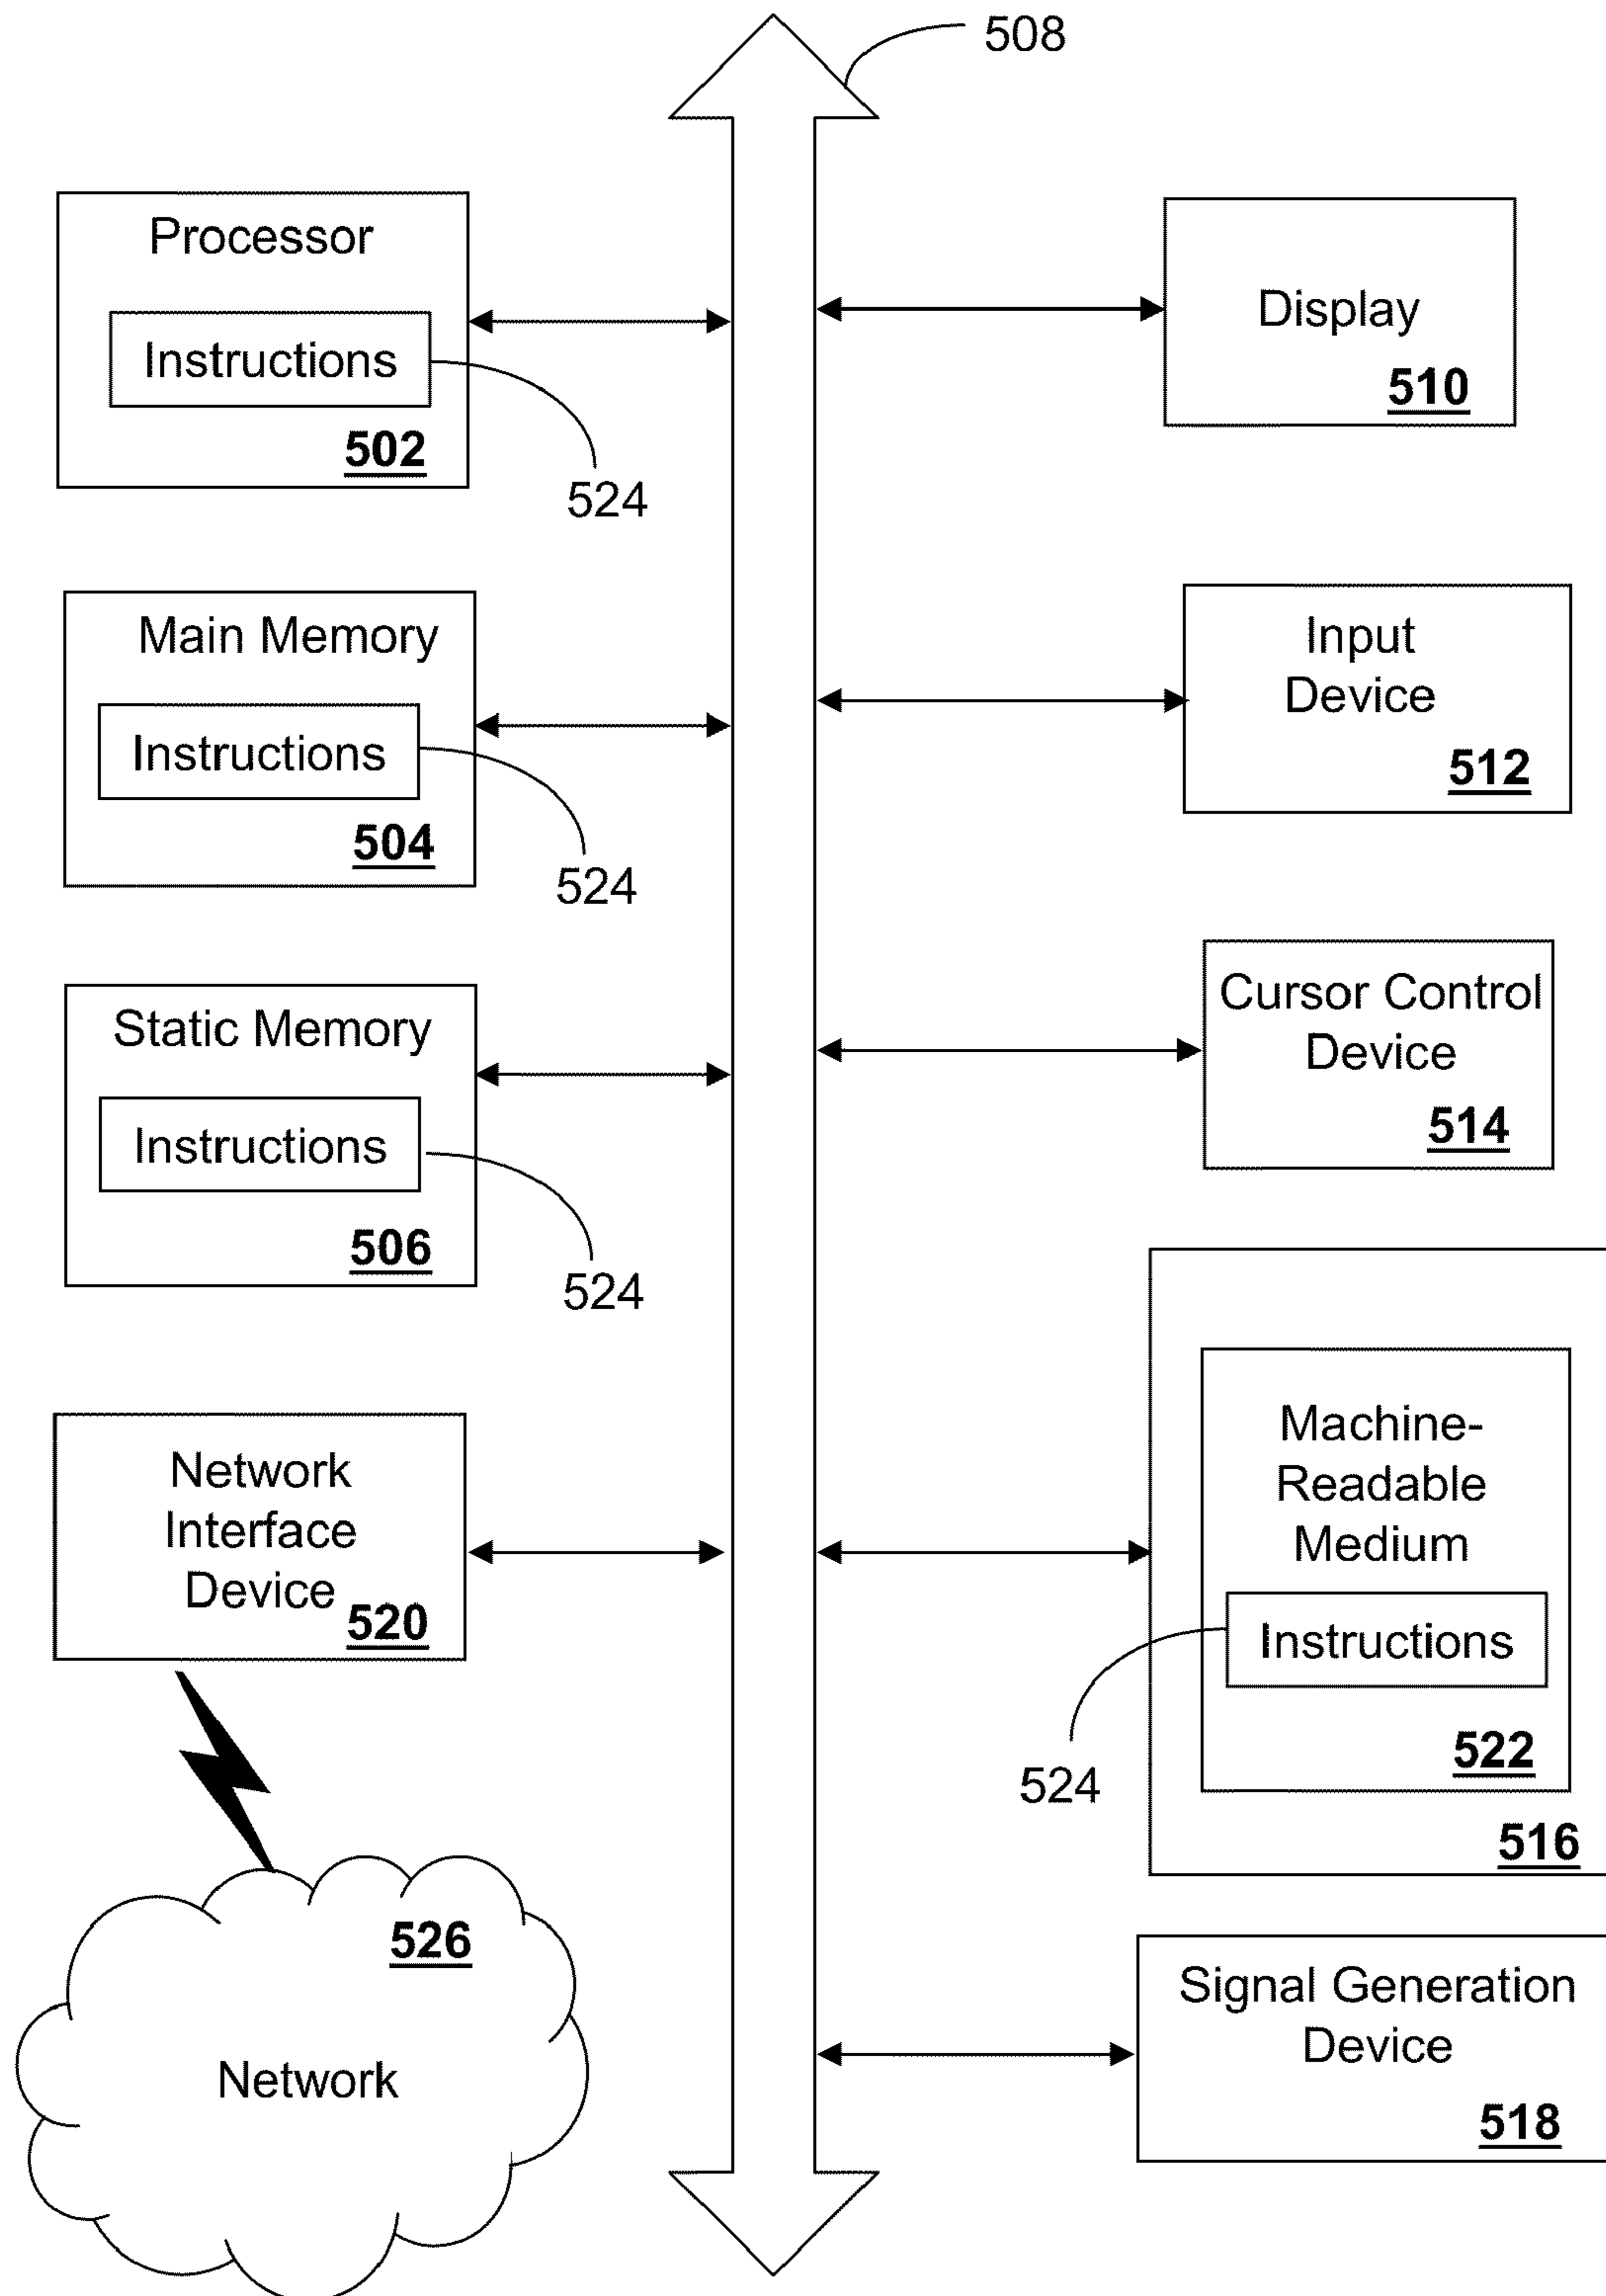 508
Processor
Instructions
502
524
Display
510
Main Memory
Instructions
504
524
Input
Device
512
Static Memory
Instructions
506
524
Cursor Control
Device
514
Network
Interface
Device
520
Machine-
Readable
Medium
Instructions
522
524
516
526
Network
Signal Generation
Device
518